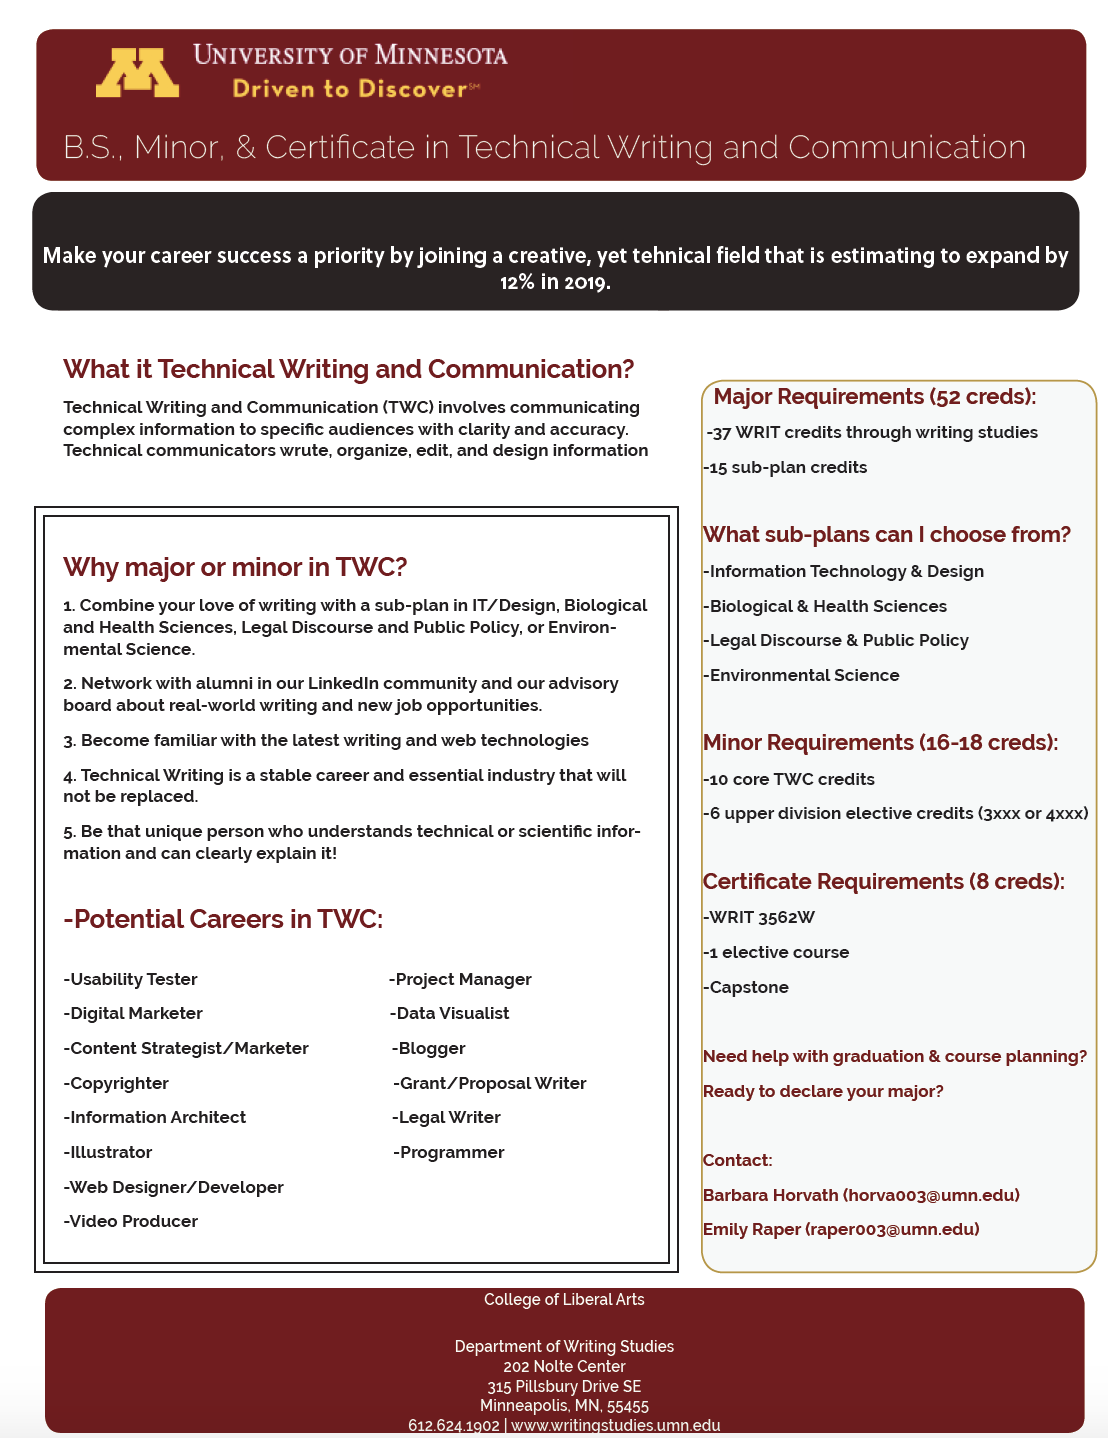 University of Minnesota
Driven to Discover℠
B.S., Minor, & Certificate in Technical Writing and Communication
Make your career success a priority by joining a creative, yet tehnical field that is estimating to expand by
12% in 2019.
What it Technical Writing and Communication?
Technical Writing and Communication (TWC) involves communicating
complex information to specific audiences with clarity and accuracy.
Technical communicators wrute, organize, edit, and design information
Why major or minor in TWC?
1. Combine your love of writing with a sub-plan in IT/Design, Biological
and Health Sciences, Legal Discourse and Public Policy, or Environ-
mental Science.
2. Network with alumni in our LinkedIn community and our advisory
board about real-world writing and new job opportunities.
3. Become familiar with the latest writing and web technologies
4. Technical Writing is a stable career and essential industry that will
not be replaced.
5. Be that unique person who understands technical or scientific infor-
mation and can clearly explain it!
-Potential Careers in TWC:
-Usability Tester
-Digital Marketer
-Content Strategist/Marketer
-Copyrighter
-Information Architect
-Illustrator
-Web Designer/Developer
-Video Producer
-Project Manager
-Data Visualist
-Blogger
-Grant/Proposal Writer
-Legal Writer
-Programmer
Major Requirements (52 creds):
-37 WRIT credits through writing studies
-15 sub-plan credits
What sub-plans can I choose from?
-Information Technology & Design
-Biological & Health Sciences
-Legal Discourse & Public Policy
-Environmental Science
Minor Requirements (16-18 creds):
-10 core TWC credits
-6 upper division elective credits (3xxx or 4xxx)
Certificate Requirements (8 creds):
-WRIT 3562W
-1 elective course
-Capstone
Need help with graduation & course planning?
Ready to declare your major?
Contact:
Barbara Horvath (horva003@umn.edu)
Emily Raper (raper003@umn.edu)
College of Liberal Arts
Department of Writing Studies
202 Nolte Center
315 Pillsbury Drive SE
Minneapolis, MN, 55455
612.624.1902 | www.writingstudies.umn.edu